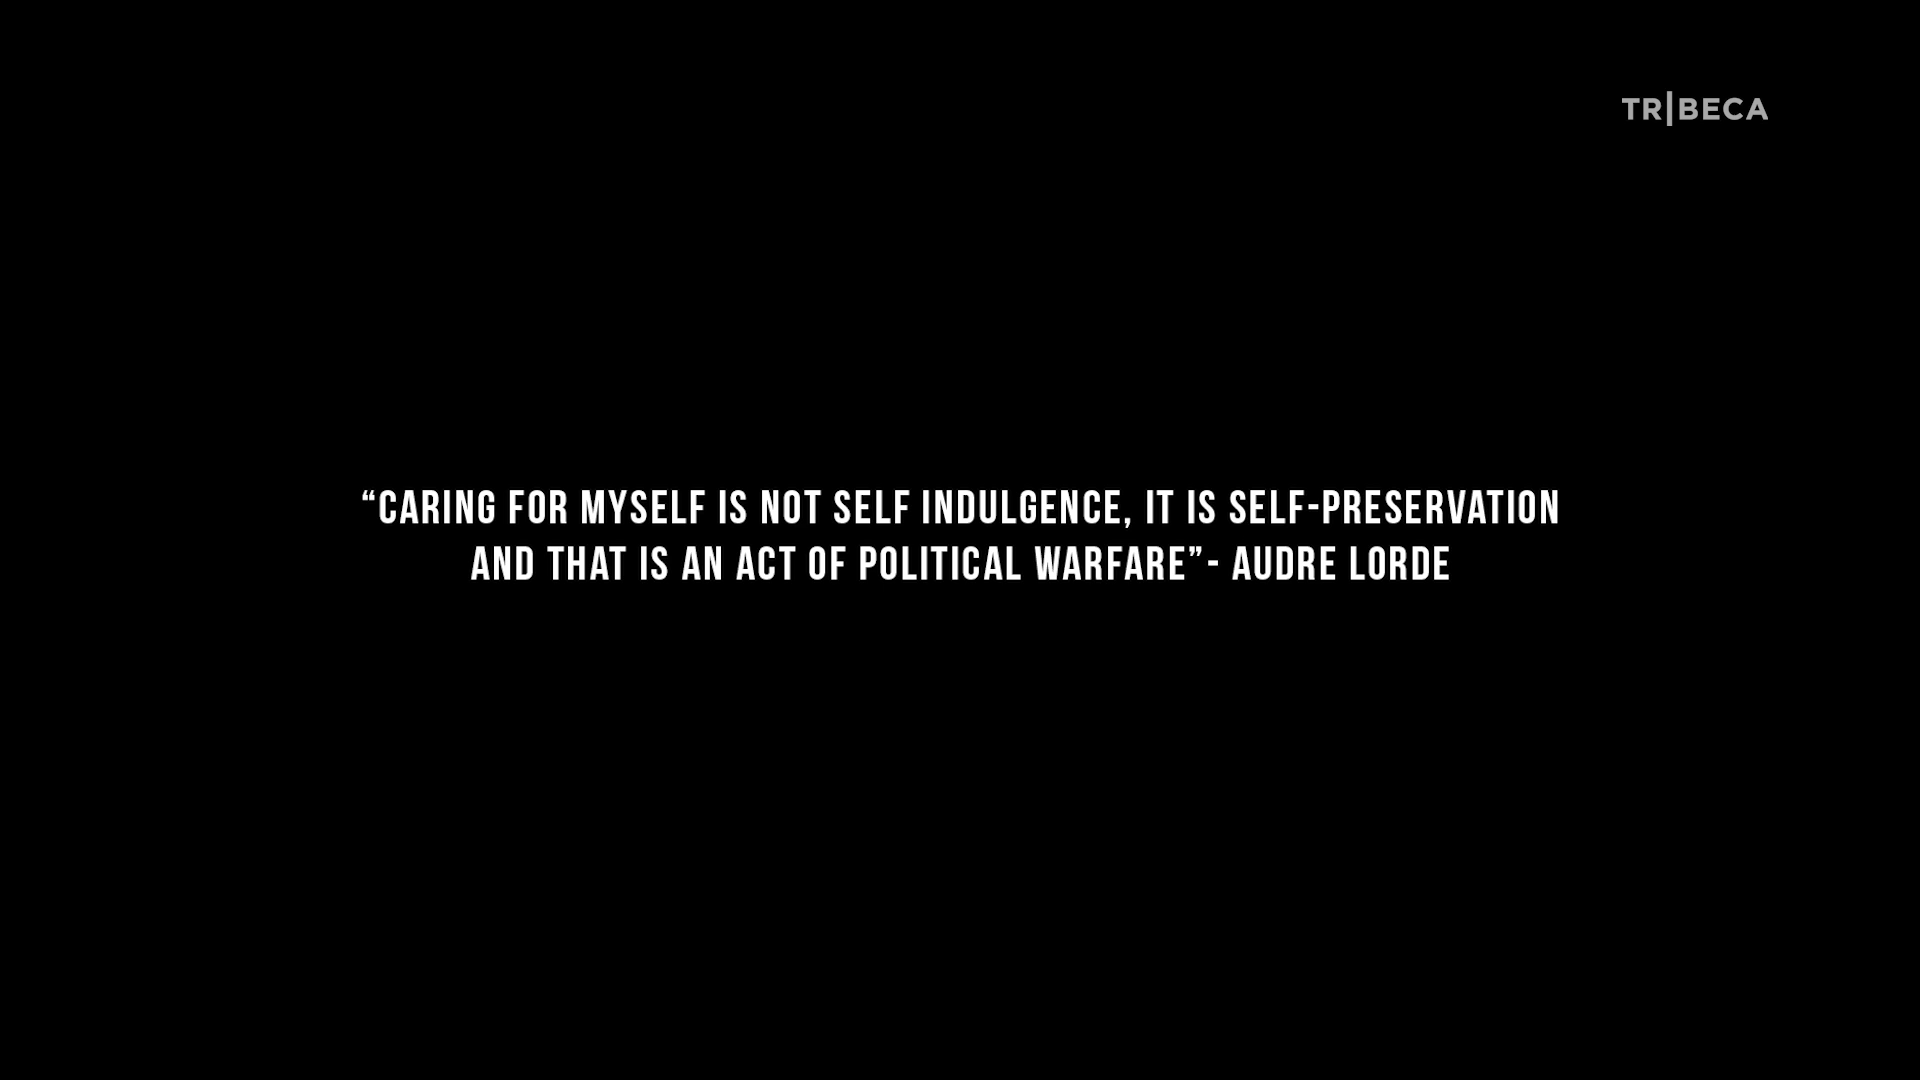 TR|BECA
“CARING FOR MYSELF IS NOT SELF INDULGENCE, IT IS SELF-PRESERVATION
AND THAT IS AN ACT OF POLITICAL WARFARE”- AUDRE LORDE